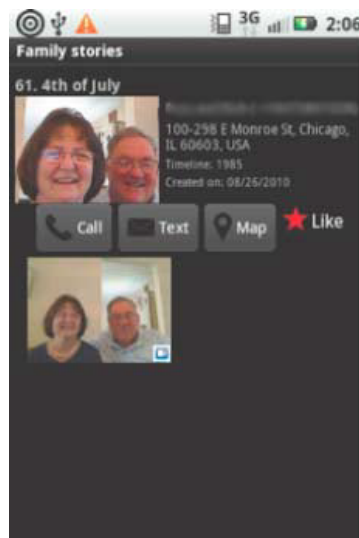 3G 2:06
Family stories
61. 4th of July
100-298 E Monroe St, Chicago,
IL 60603, USA
Timeline: 1985
Created on: 08/26/2010
Call Text Map Like